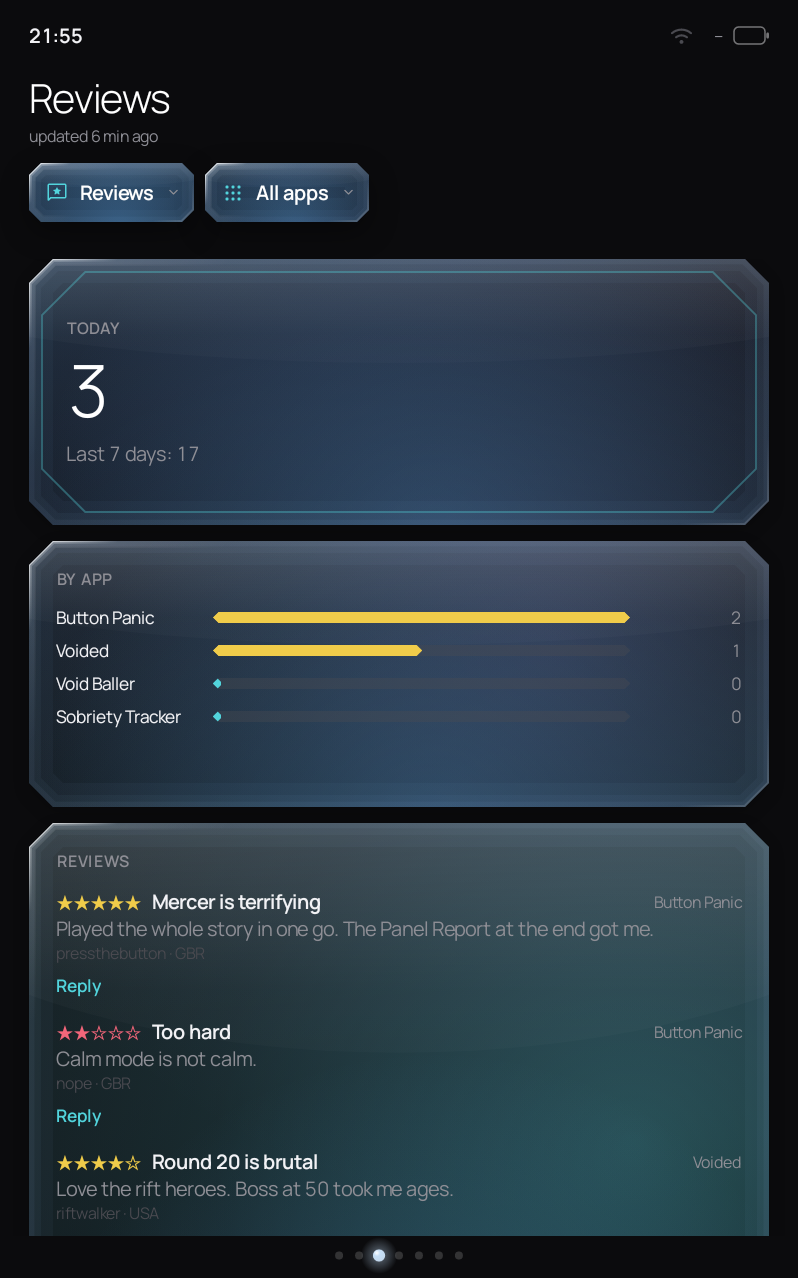 21:55
Reviews
updated 6 min ago
Reviews
All apps
TODAY
3
Last 7 days: 17
BY APP
Button Panic 2
Voided 1
Void Baller 0
Sobriety Tracker 0
REVIEWS
★★★★★ Mercer is terrifying Button Panic
Played the whole story in one go. The Panel Report at the end got me.
pressthebutton · GBR
Reply
★★☆☆☆ Too hard Button Panic
Calm mode is not calm.
nope · GBR
Reply
★★★★☆ Round 20 is brutal Voided
Love the rift heroes. Boss at 50 took me ages.
riftwalker · USA